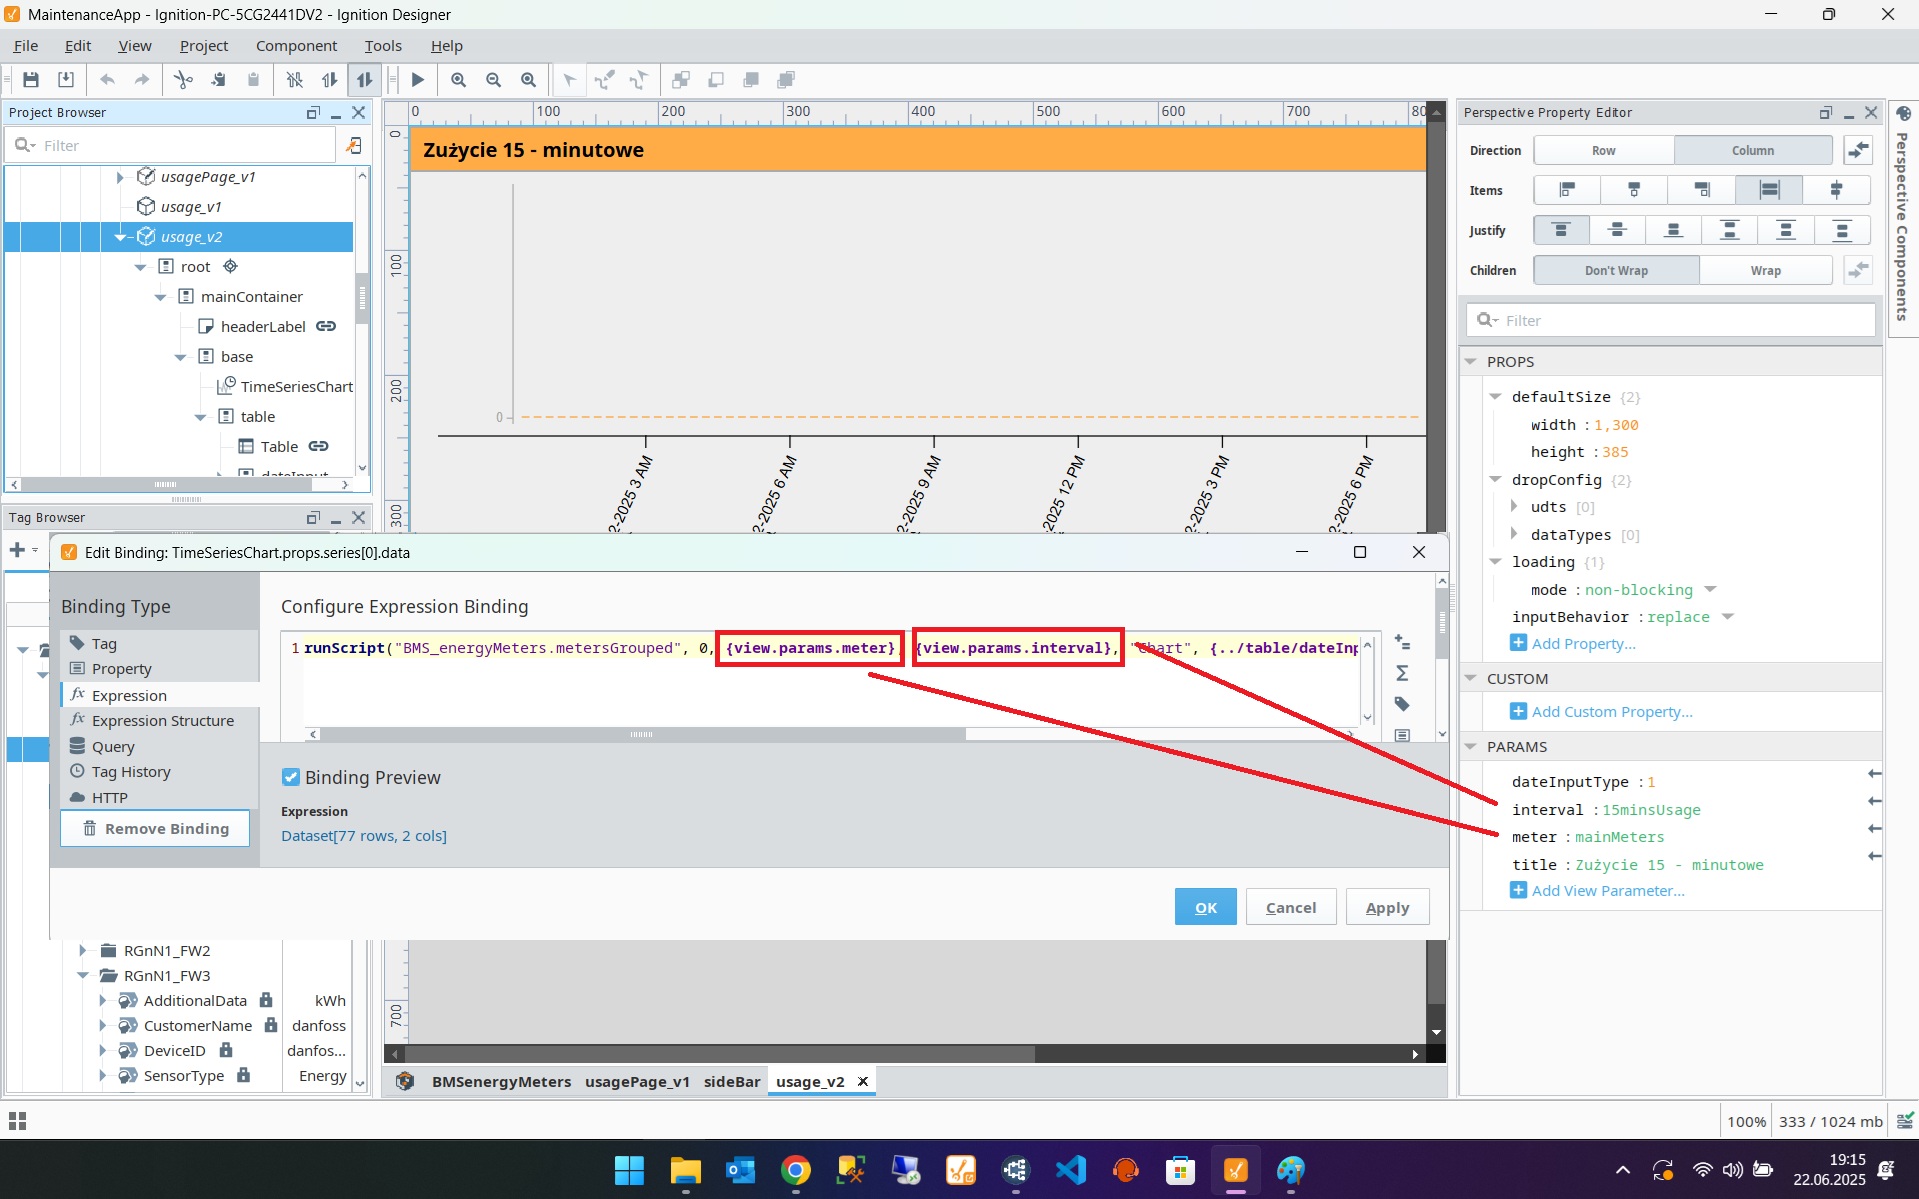 MaintenanceApp - Ignition-PC-5CG2441DV2 - Ignition Designer
File Edit View Project Component Tools Help
Project Browser
Filter
usagePage_v1
usage_v1
usage_v2
root
mainContainer
headerLabel
base
TimeSeriesChart
table
Table
dateInput
Tag Browser
0 100 200 300 400 500 600 700 80
0
100
200
300
Zużycie 15 - minutowe
0
2-2025 3 AM
2-2025 6 AM
2-2025 9 AM
-2025 12 PM
2-2025 3 PM
2-2025 6 PM
Perspective Property Editor
Direction Row Column
Items
Justify
Children Don't Wrap Wrap
Filter
PROPS
defaultSize {2}
width : 1,300
height : 385
dropConfig {2}
udts [0]
dataTypes [0]
loading {1}
mode : non-blocking
inputBehavior : replace
Add Property...
CUSTOM
Add Custom Property...
PARAMS
dateInputType : 1
interval : 15minsUsage
meter : mainMeters
title : Zużycie 15 - minutowe
Add View Parameter...
Perspective Components
Edit Binding: TimeSeriesChart.props.series[0].data
Binding Type
Tag
Property
Expression
Expression Structure
Query
Tag History
HTTP
Remove Binding
Configure Expression Binding
1 runScript("BMS_energyMeters.metersGrouped", 0, {view.params.meter}, {view.params.interval}, "Chart", {../table/dateInp
Binding Preview
Expression
Dataset[77 rows, 2 cols]
OK Cancel Apply
RGnN1_FW2
RGnN1_FW3
AdditionalData kWh
CustomerName danfoss
DeviceID danfos...
SensorType Energy
700
BMSenergyMeters usagePage_v1 sideBar usage_v2
100% 333 / 1024 mb
19:15
22.06.2025